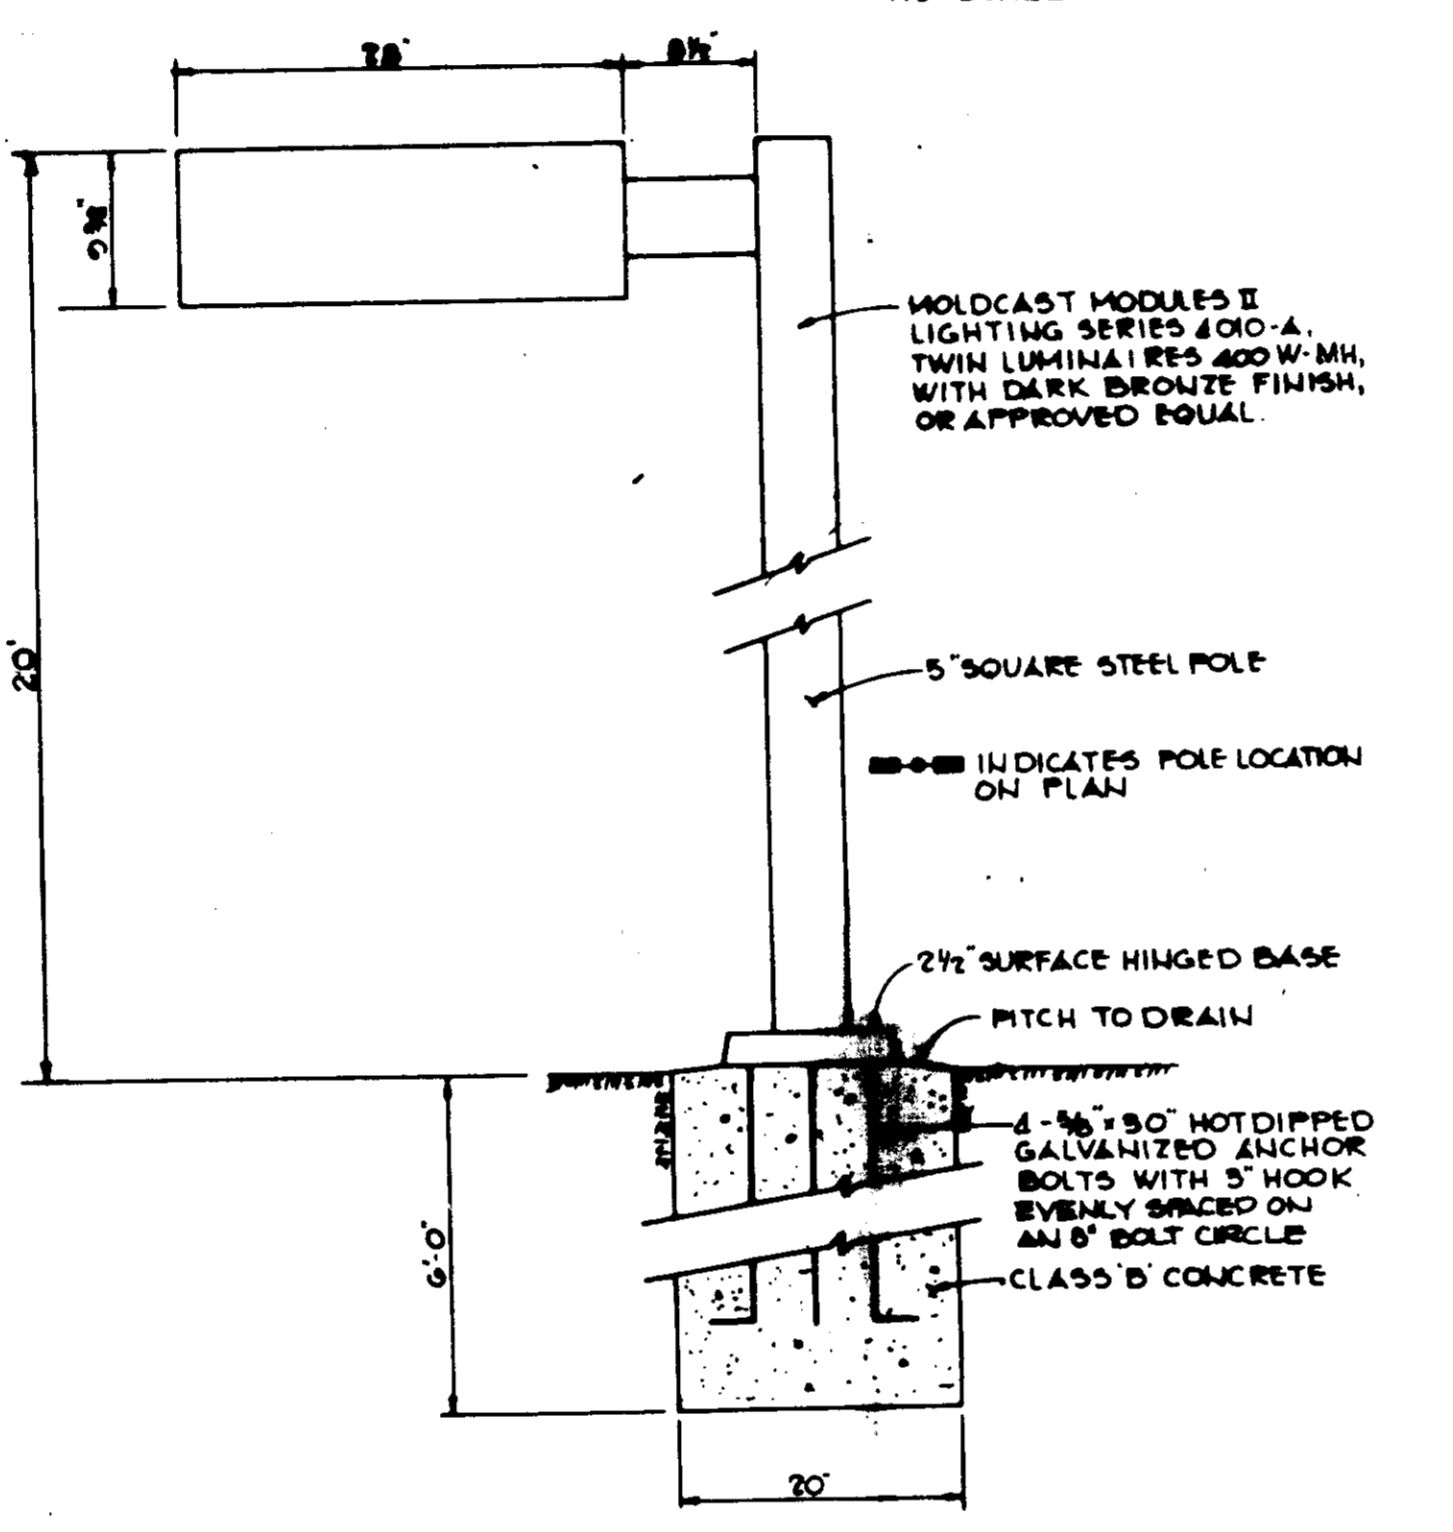 28" 8½"
9⅜"
MOLDCAST MODULES II
LIGHTING SERIES 4010-A,
TWIN LUMINAIRES 400 W-MH,
WITH DARK BRONZE FINISH,
OR APPROVED EQUAL.
20'
5" SQUARE STEEL POLE
INDICATES POLE LOCATION
ON PLAN
2½" SURFACE HINGED BASE
PITCH TO DRAIN
4-⅝" x 30" HOT DIPPED
GALVANIZED ANCHOR
BOLTS WITH 3" HOOK
EVENLY SPACED ON
AN 8" BOLT CIRCLE
6'-0"
CLASS 'B' CONCRETE
20"